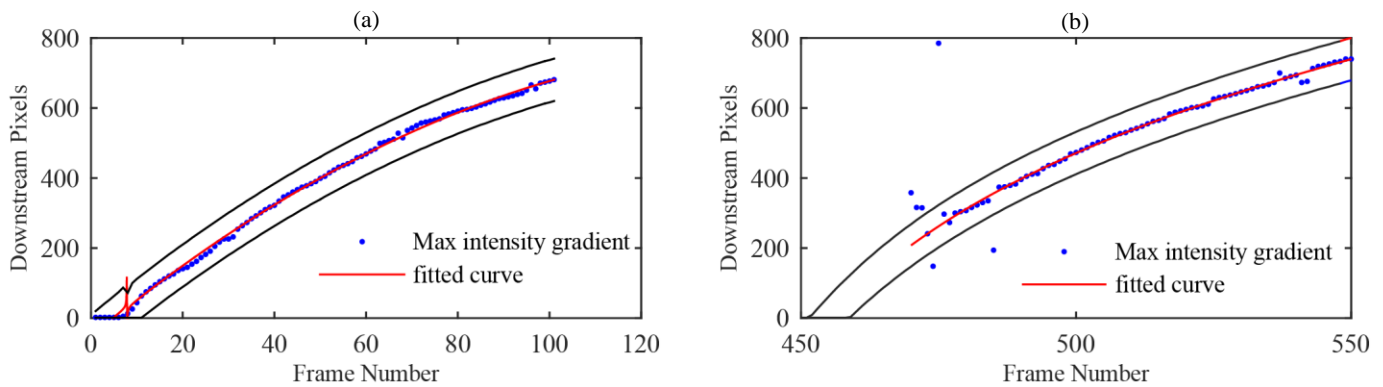 (a)
800
600
400
200
0
Downstream Pixels
0 20 40 60 80 100 120
Frame Number
Max intensity gradient
fitted curve
(b)
800
600
400
200
0
Downstream Pixels
450 500 550
Frame Number
Max intensity gradient
fitted curve